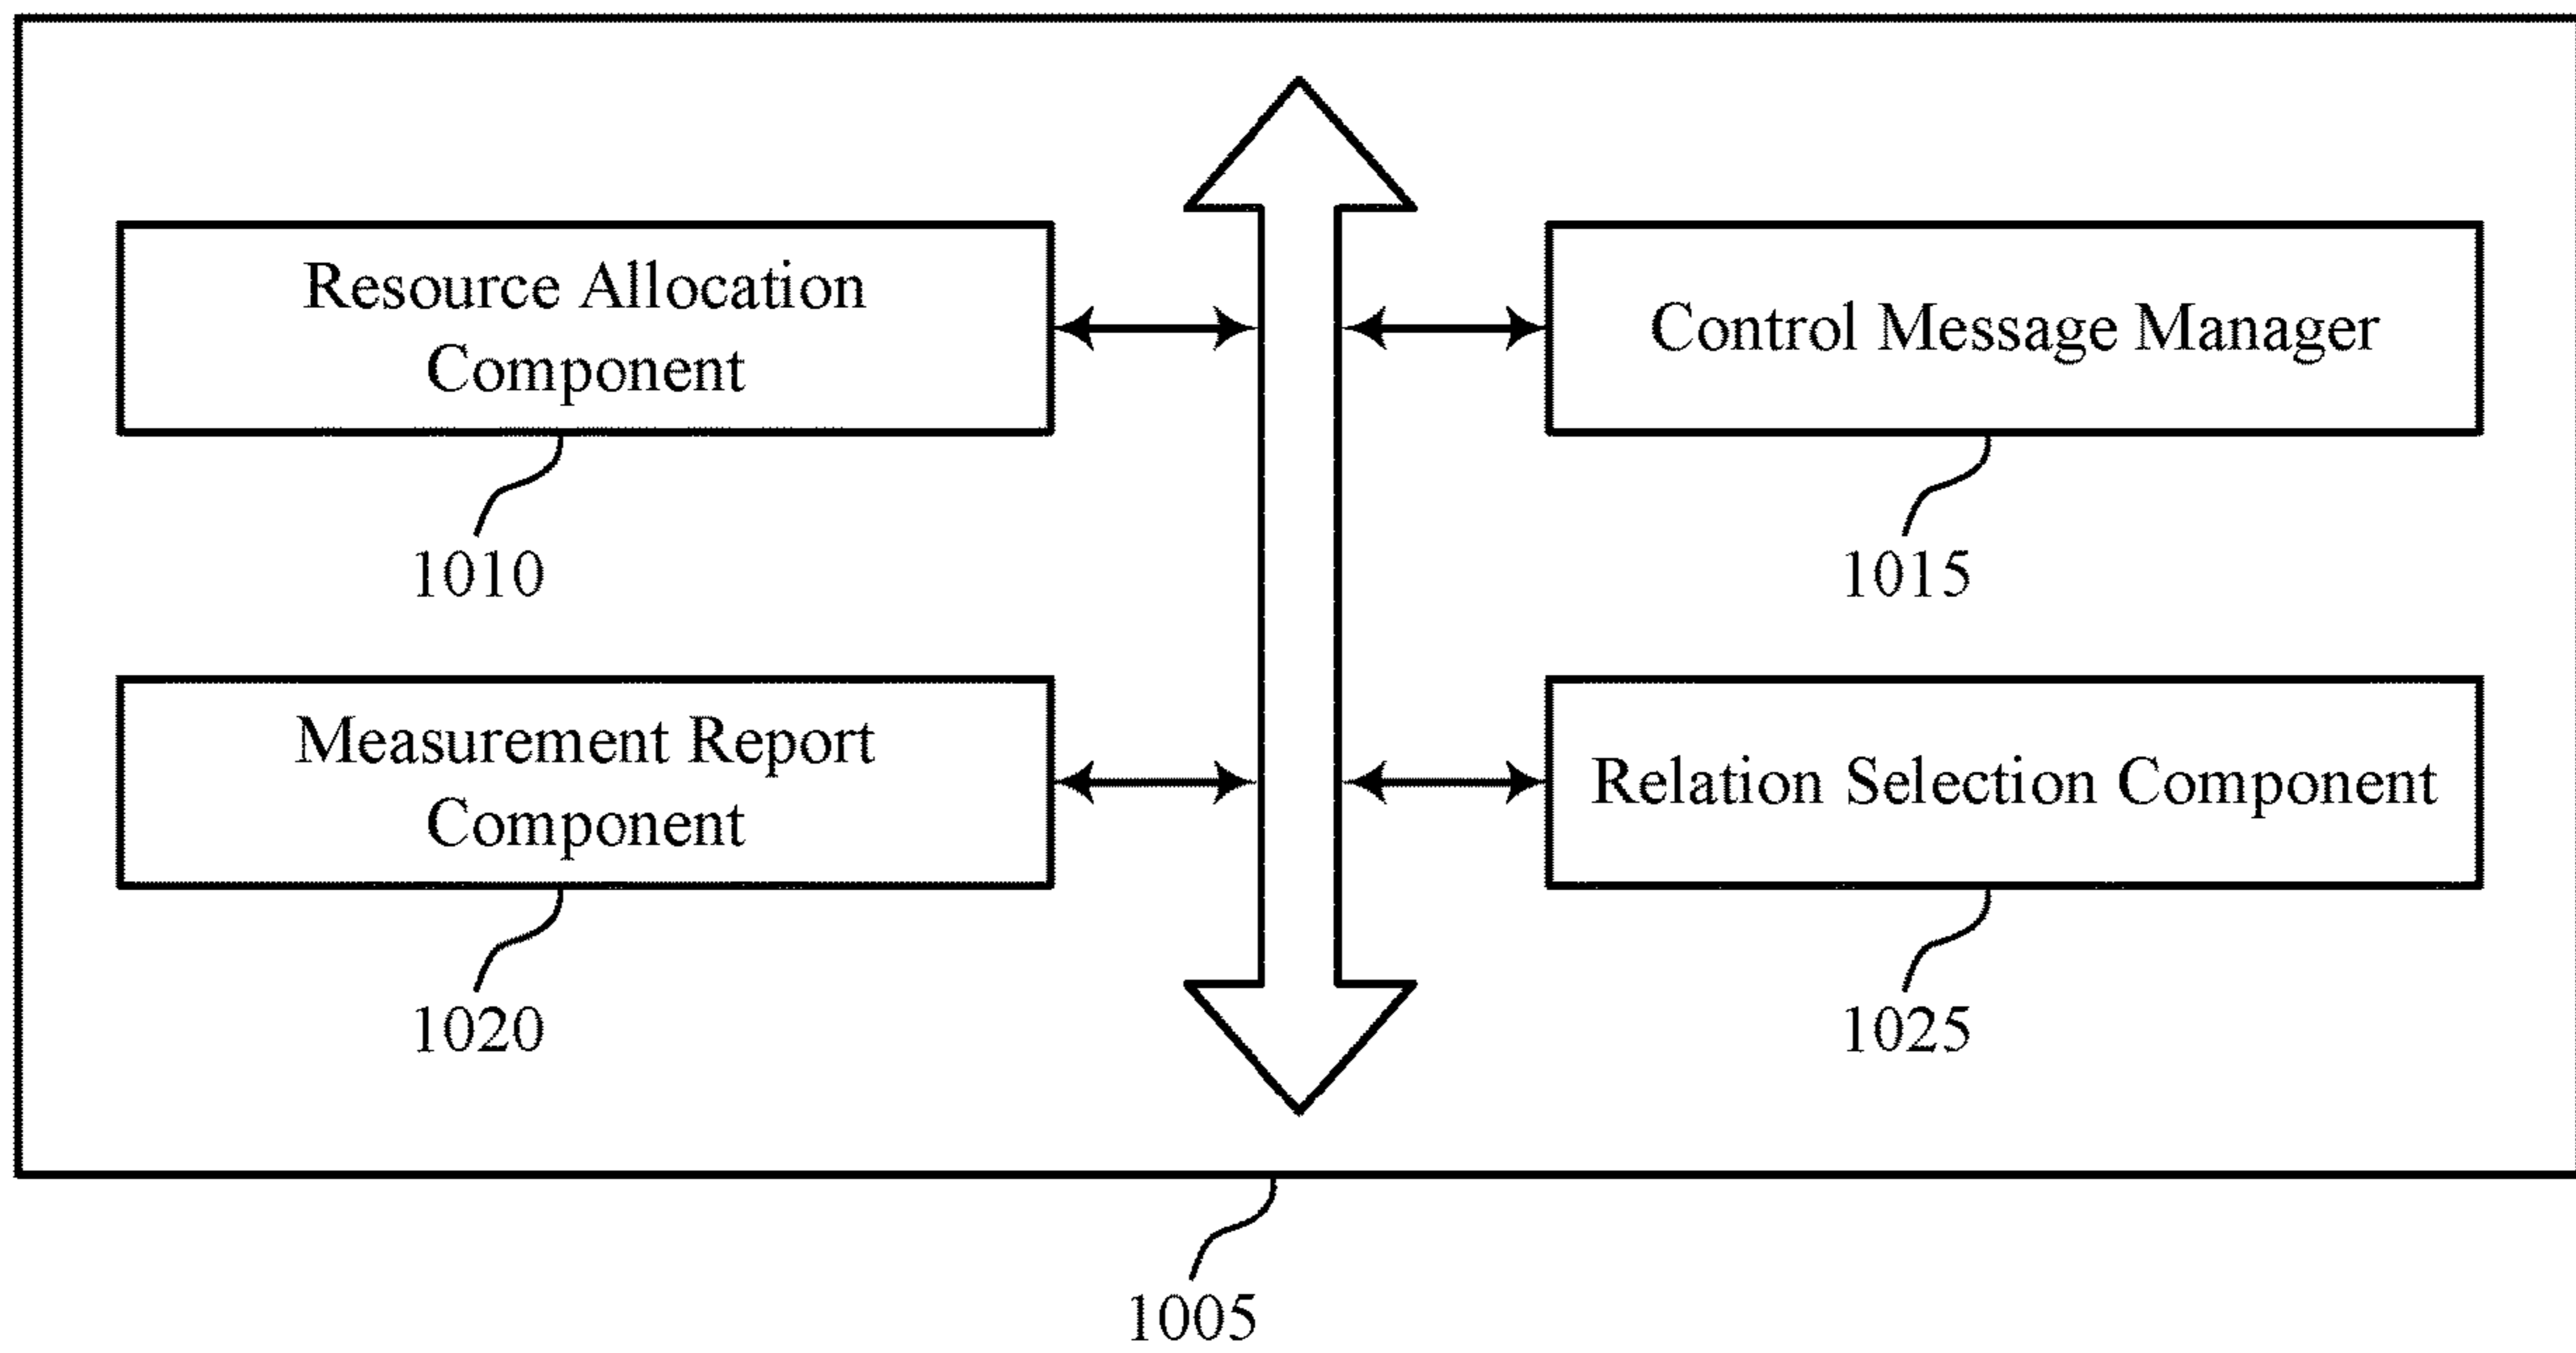 Resource Allocation
Component
Control Message Manager
1010
1015
Measurement Report
Component
Relation Selection Component
1020
1025
1005